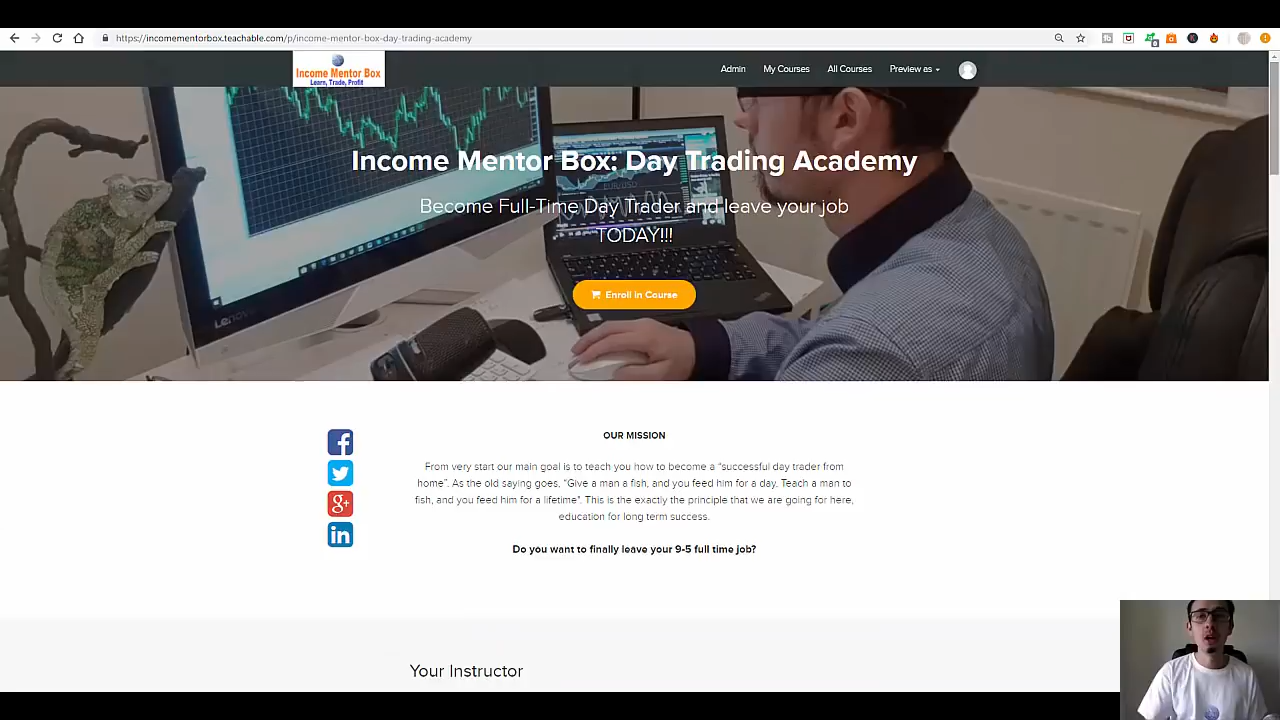 https://incomementorbox.teachable.com/p/income-mentor-box-day-trading-academy
Income Mentor Box
Learn, Trade, Profit
Admin
My Courses
All Courses
Preview as
Income Mentor Box: Day Trading Academy
Become Full-Time Day Trader and leave your job
TODAY!!!
Enroll in Course
Lenovo
OUR MISSION
From very start our main goal is to teach you how to become a “successful day trader from
home”. As the old saying goes, “Give a man a fish, and you feed him for a day. Teach a man to
fish, and you feed him for a lifetime”. This is the exactly the principle that we are going for here,
education for long term success.
Do you want to finally leave your 9-5 full time job?
Your Instructor